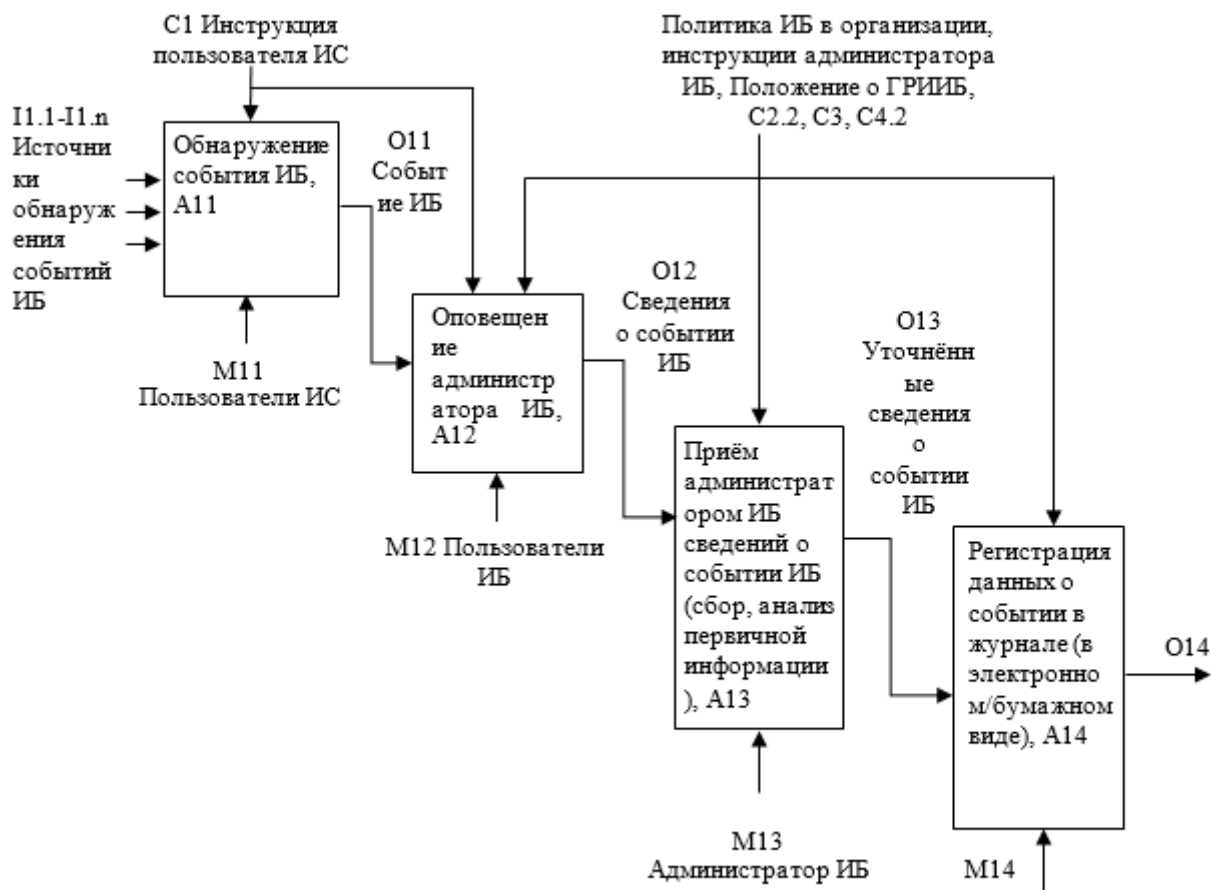 С1 Инструкция
пользователя ИС
Политика ИБ в организации,
инструкции администратора
ИБ, Положение о ГРИИБ,
С2.2, С3, С4.2
I1.1-I1.n
Источни
ки
обнаруж
ения
событий
ИБ
Обнаружение
события ИБ,
А11
О11
Событ
ие ИБ
М11
Пользователи ИС
Оповещен
ие
администр
атора ИБ,
А12
О12
Сведения
о событии
ИБ
М12 Пользователи
ИБ
Приём
администрат
ором ИБ
сведений о
событии ИБ
(сбор, анализ
первичной
информации
), А13
О13
Уточнённ
ые
сведения
о
событии
ИБ
М13
Администратор ИБ
Регистрация
данных о
событии в
журнале (в
электронно
м/бумажном
виде), А14
О14
М14